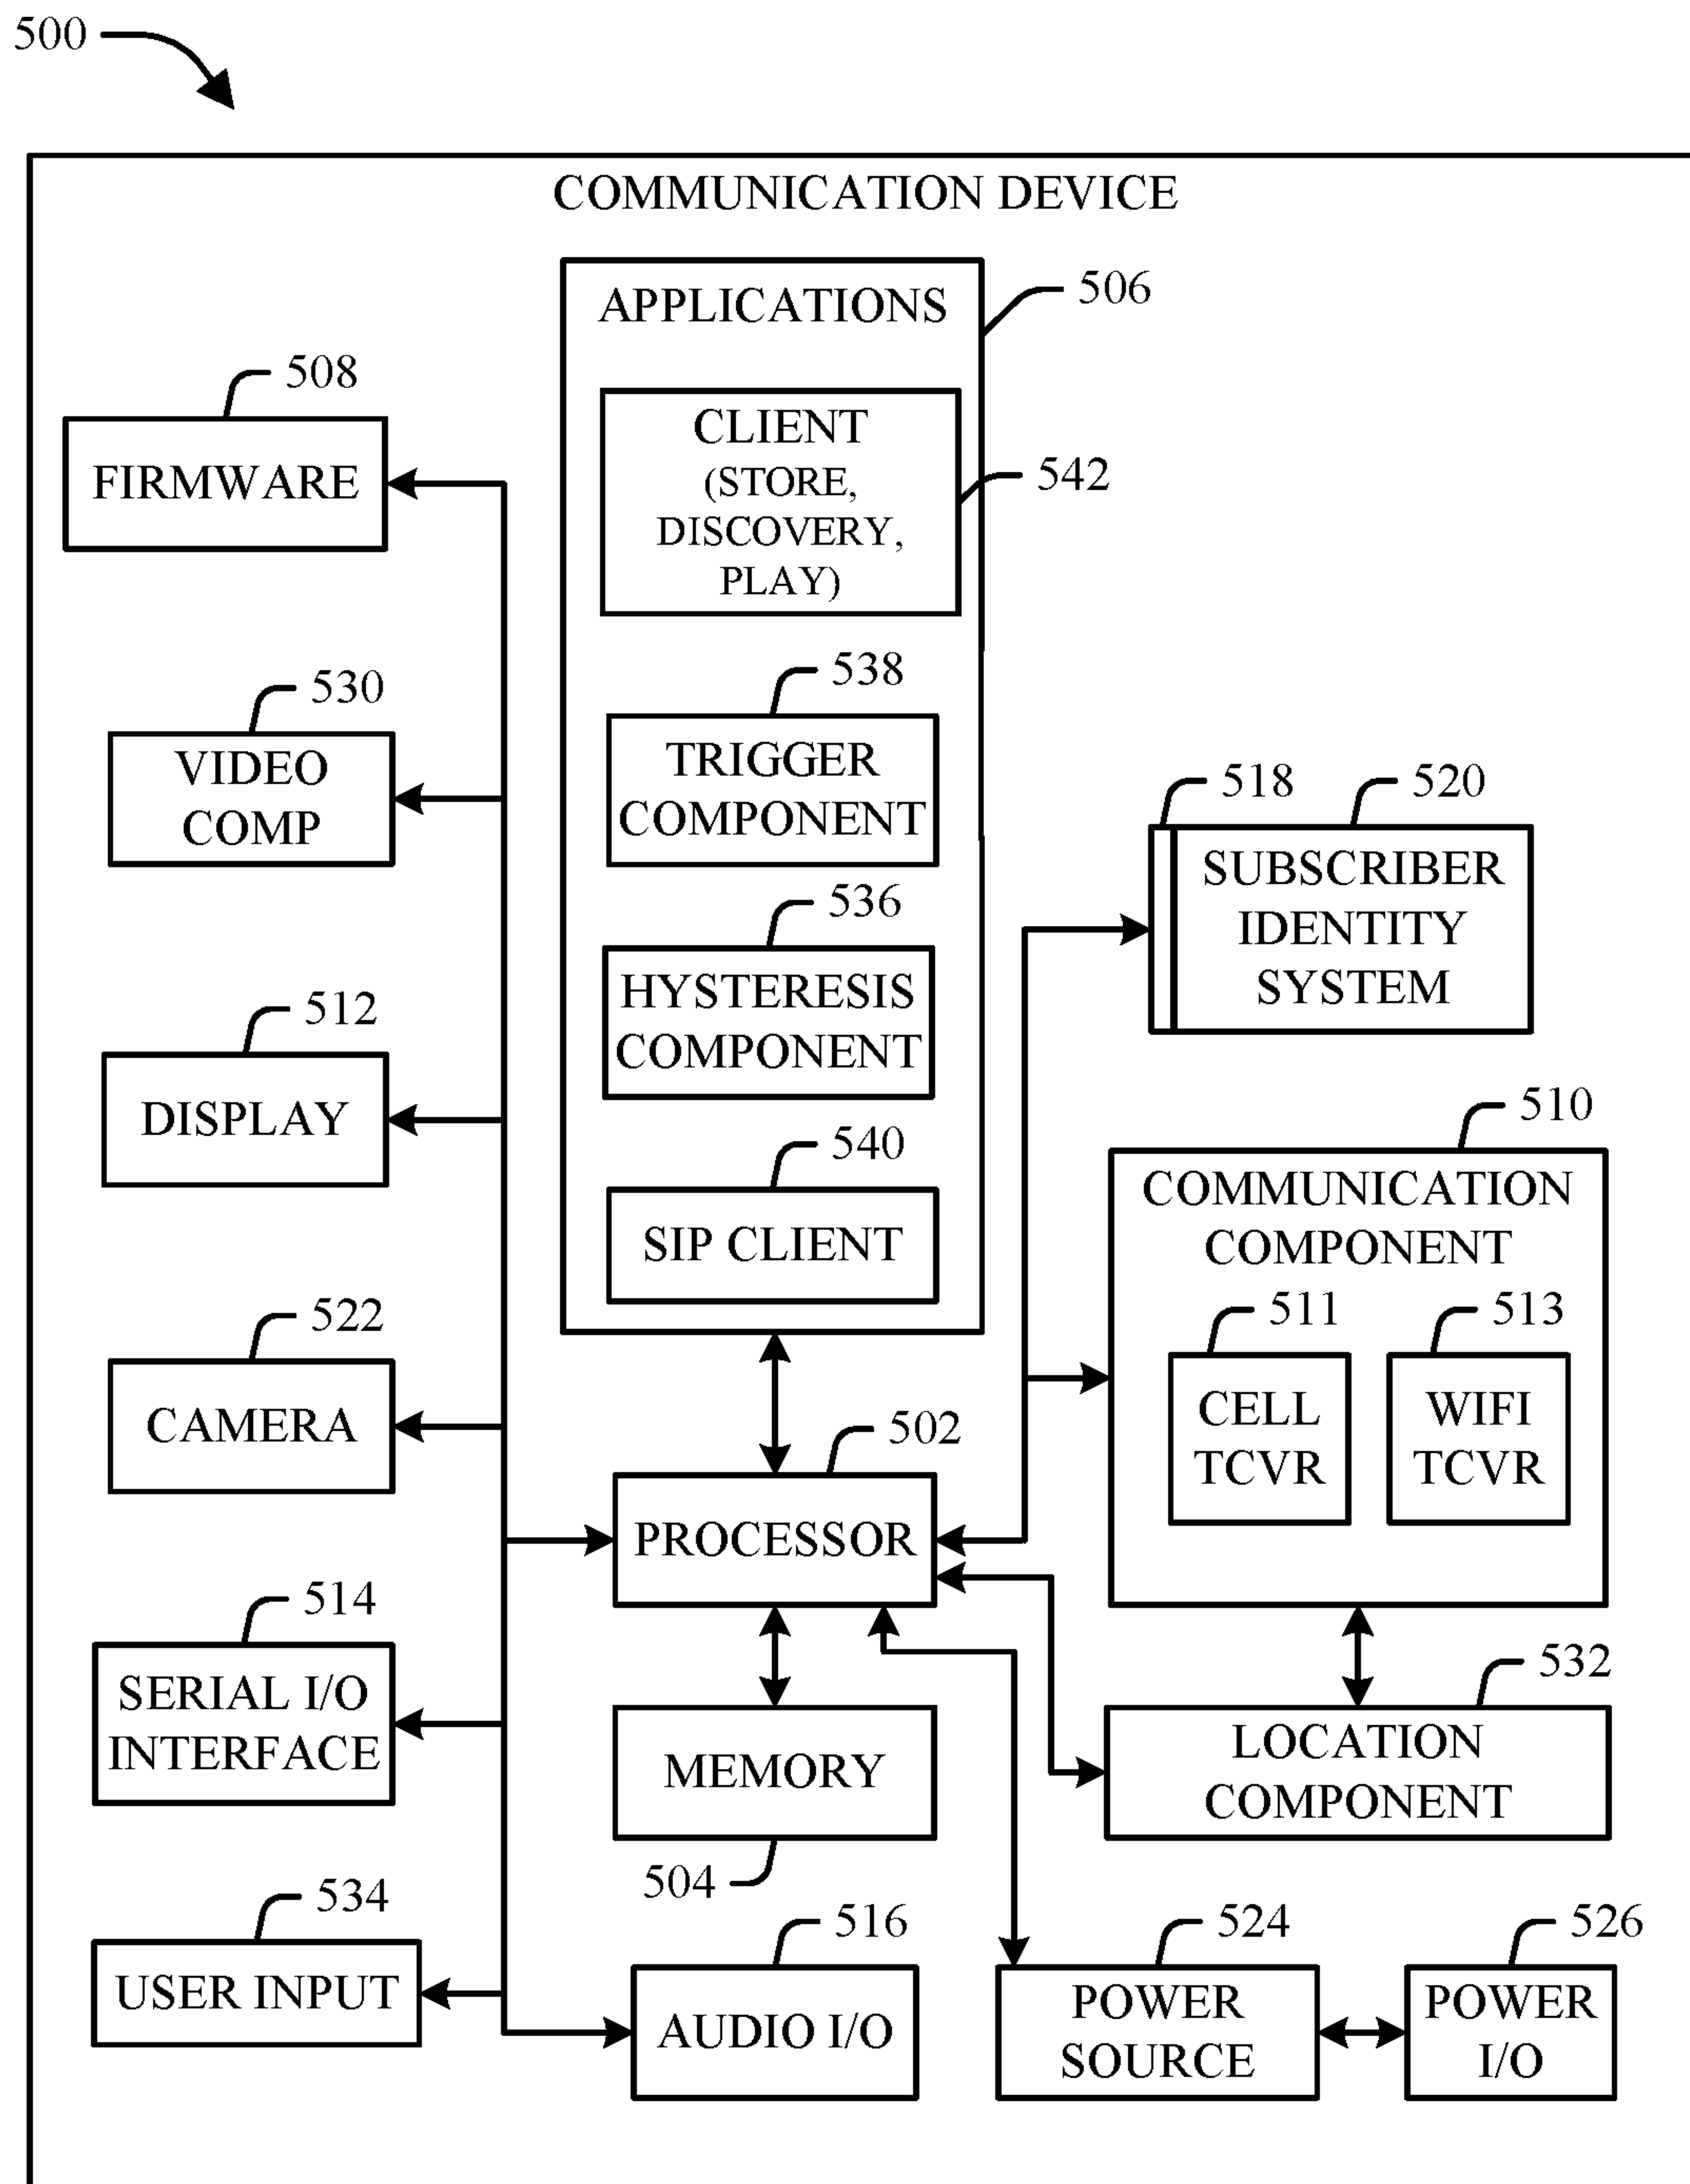 500
COMMUNICATION DEVICE
APPLICATIONS
506
CLIENT
(STORE,
DISCOVERY,
PLAY)
542
508
FIRMWARE
538
TRIGGER
COMPONENT
530
VIDEO
COMP
536
HYSTERESIS
COMPONENT
518
520
SUBSCRIBER
IDENTITY
SYSTEM
512
DISPLAY
540
SIP CLIENT
510
COMMUNICATION
COMPONENT
511
CELL
TCVR
513
WIFI
TCVR
522
CAMERA
502
PROCESSOR
514
SERIAL I/O
INTERFACE
MEMORY
504
532
LOCATION
COMPONENT
534
USER INPUT
516
AUDIO I/O
524
POWER
SOURCE
526
POWER
I/O